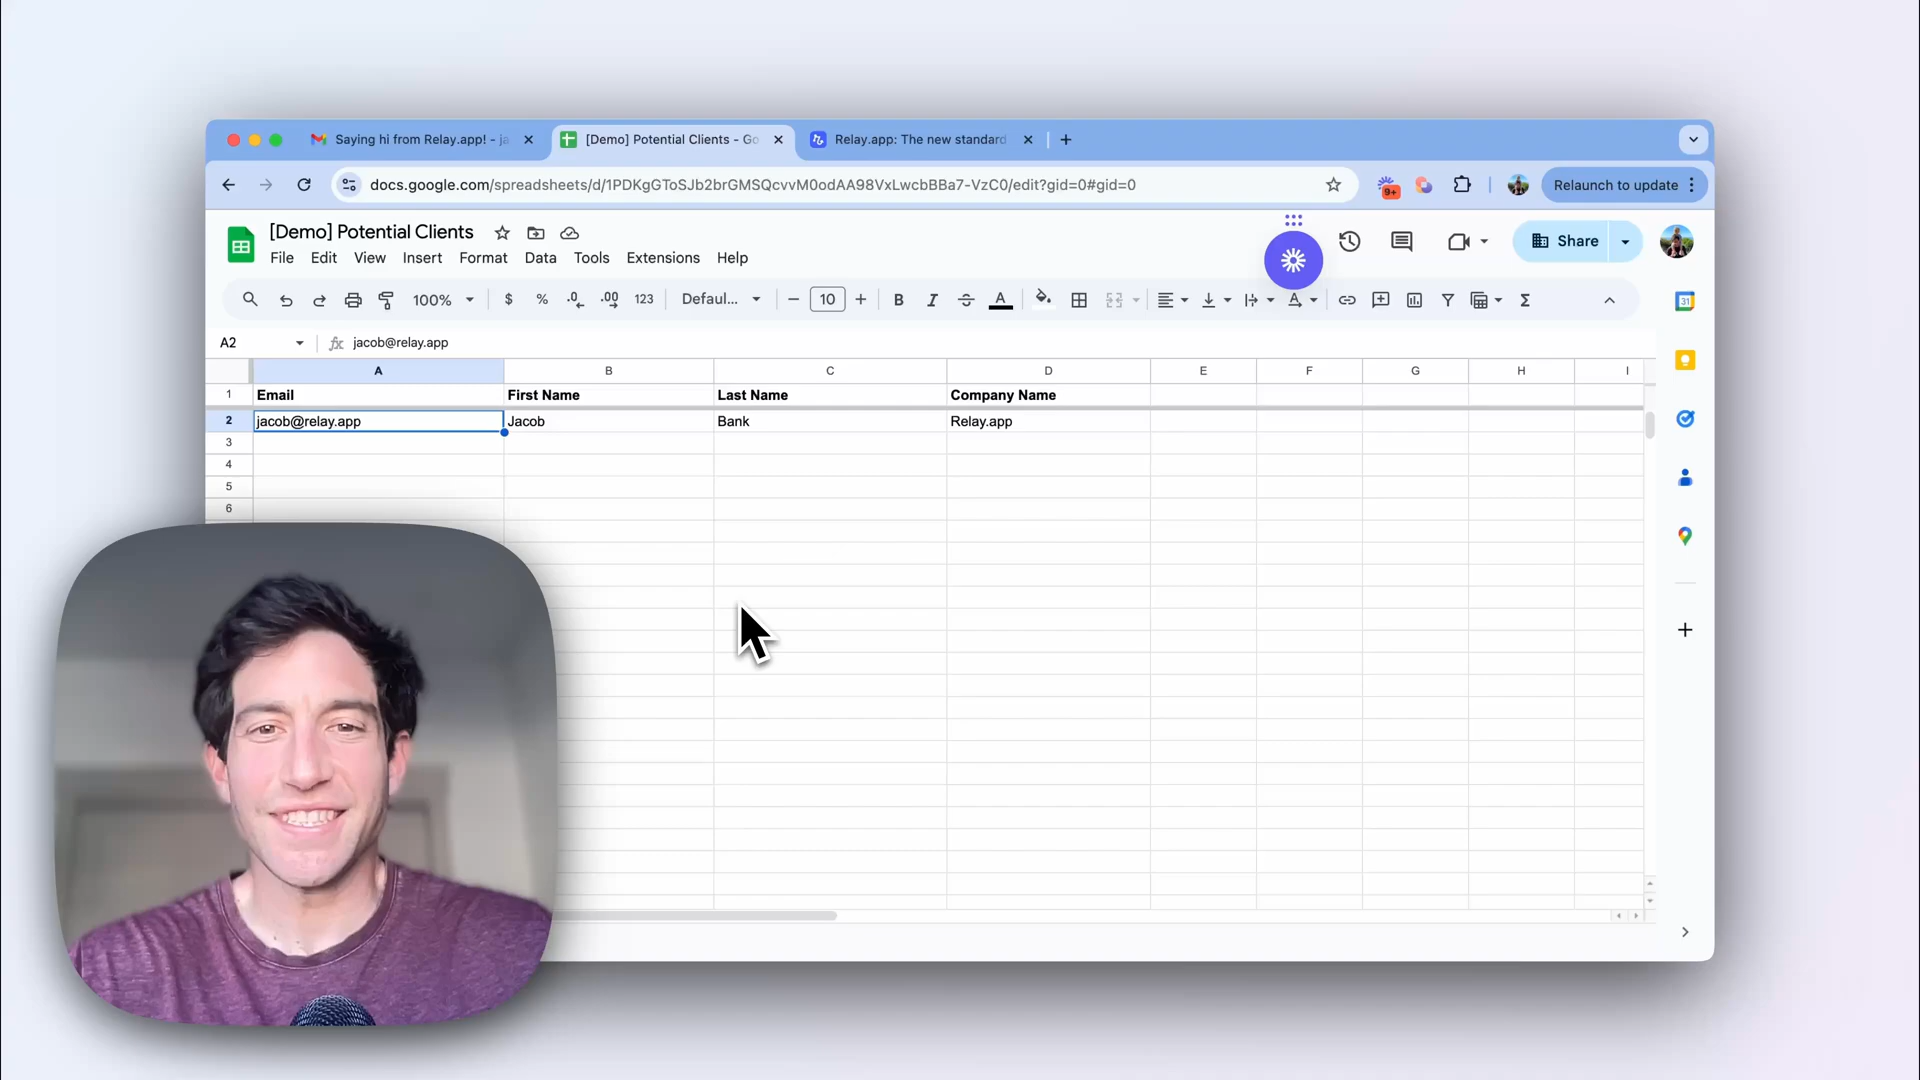 Saying hi from Relay.app! - ja
[Demo] Potential Clients - Go
Relay.app: The new standard
docs.google.com/spreadsheets/d/1PDKgGToSJb2brGMSQcvvM0odAA98VxLwcbBBa7-VzC0/edit?gid=0#gid=0
9+
Relaunch to update
[Demo] Potential Clients
File Edit View Insert Format Data Tools Extensions Help
Share
100% $ % .0 .00 123 Defaul... 10 B I S A Σ
31
A2 fx jacob@relay.app
A B C D E F G H I
1 Email First Name Last Name Company Name
2 jacob@relay.app Jacob Bank Relay.app
3
4
5
6